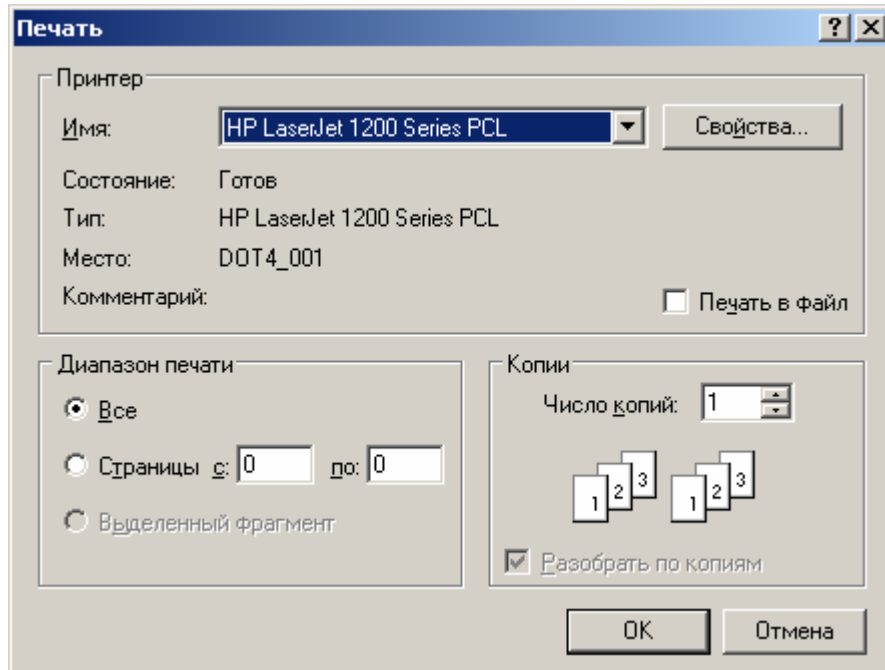 Печать
Принтер
Имя: HP LaserJet 1200 Series PCL Свойства...
Состояние: Готов
Тип: HP LaserJet 1200 Series PCL
Место: DOT4_001
Комментарий: Печать в файл
Диапазон печати
Все
Страницы с: 0 по: 0
Выделенный фрагмент
Копии
Число копий: 1
1 2 3 1 2 3
Разобрать по копиям
OK Отмена